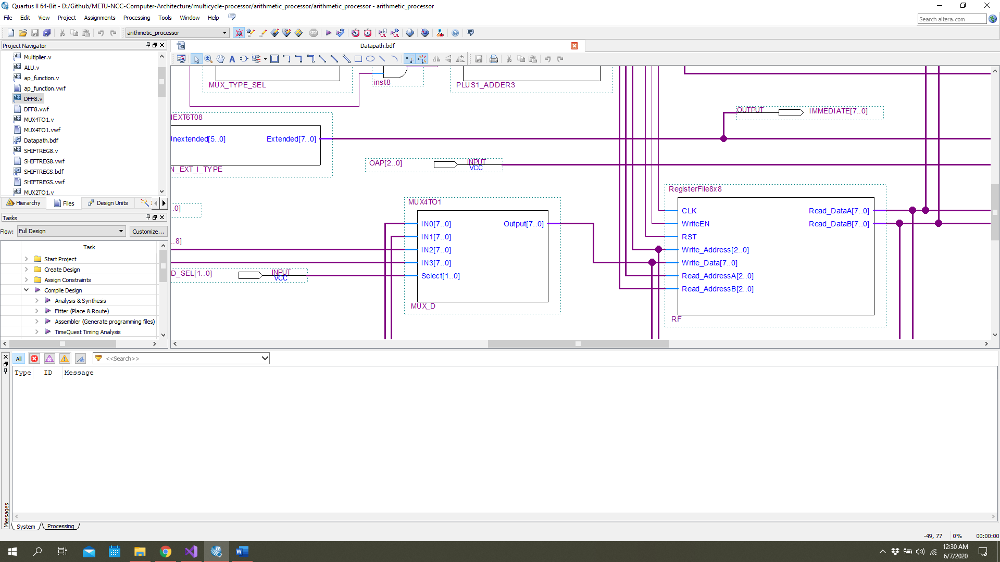 Quartus II 64-Bit - D:/Github/METU-NCC-Computer-Architecture/multicycle-processor/arithmetic_processor/arithmetic_processor - arithmetic_processor
File Edit View Project Assignments Processing Tools Window Help
Search altera.com
arithmetic_processor
Project Navigator
Datapath.bdf
Multiplier.v
ALU.v
ap_function.v
ap_function.vwf
DFF8.v
DFF8.vwf
MUX4TO1.v
MUX4TO1.vwf
Datapath.bdf
SHIFTREG8.v
SHIFTREG8.vwf
SHIFTREGS.bdf
SHIFTREGS.vwf
MUX2TO1.v
Hierarchy Files Design Units
Tasks
Flow: Full Design Customize...
Task
Start Project
Create Design
Assign Constraints
Compile Design
Analysis & Synthesis
Fitter (Place & Route)
Assembler (Generate programming files)
TimeQuest Timing Analysis
MUX_TYPE_SEL
inst8
PLUS1_ADDER3
OUTPUT IMMEDIATE[7..0]
NEXT6T08
Unextended[5..0] Extended[7..0]
N_EXT_I_TYPE
OAP[2..0] INPUT
VCC
..0]
..8]
D_SEL[1..0] INPUT
VCC
MUX4TO1
IN0[7..0] Output[7..0]
IN1[7..0]
IN2[7..0]
IN3[7..0]
Select[1..0]
MUX_D
RegisterFile8x8
CLK Read_DataA[7..0]
WriteEN Read_DataB[7..0]
RST
Write_Address[2..0]
Write_Data[7..0]
Read_AddressA[2..0]
Read_AddressB[2..0]
RF
All <<Search>>
Type ID Message
Messages
System Processing
-49, 77 0% 00:00:00
12:30 AM
6/7/2020